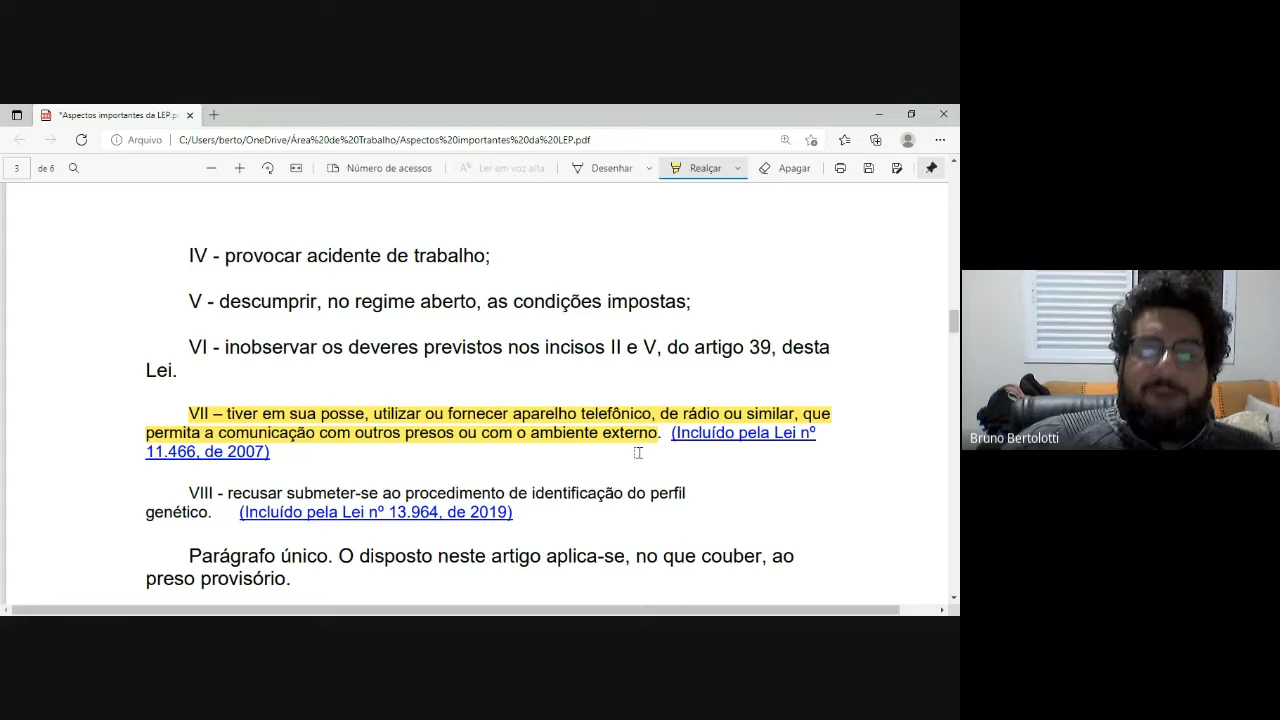 *Aspectos importantes da LEP.p
Arquivo
C:/Users/berto/OneDrive/Área%20de%20Trabalho/Aspectos%20importantes%20da%20LEP.pdf
3 de 6
Número de acessos
Ler em voz alta
Desenhar
Realçar
Apagar
IV - provocar acidente de trabalho;
V - descumprir, no regime aberto, as condições impostas;
VI - inobservar os deveres previstos nos incisos II e V, do artigo 39, desta
Lei.
VII – tiver em sua posse, utilizar ou fornecer aparelho telefônico, de rádio ou similar, que
permita a comunicação com outros presos ou com o ambiente externo. (Incluído pela Lei nº
11.466, de 2007)
VIII - recusar submeter-se ao procedimento de identificação do perfil
genético. (Incluído pela Lei nº 13.964, de 2019)
Parágrafo único. O disposto neste artigo aplica-se, no que couber, ao
preso provisório.
Bruno Bertolotti